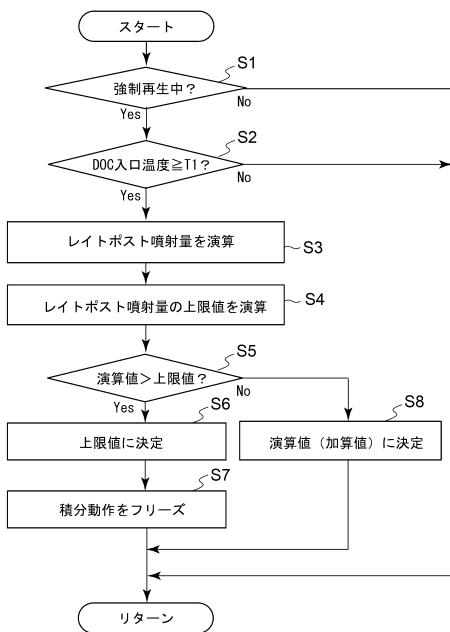 スタート
S1
強制再生中?
Yes
No
S2
DOC入口温度≧T1?
Yes
No
レイトポスト噴射量を演算
S3
レイトポスト噴射量の上限値を演算
S4
S5
演算値>上限値?
Yes
No
S6
上限値に決定
S8
演算値(加算値)に決定
S7
積分動作をフリーズ
リターン